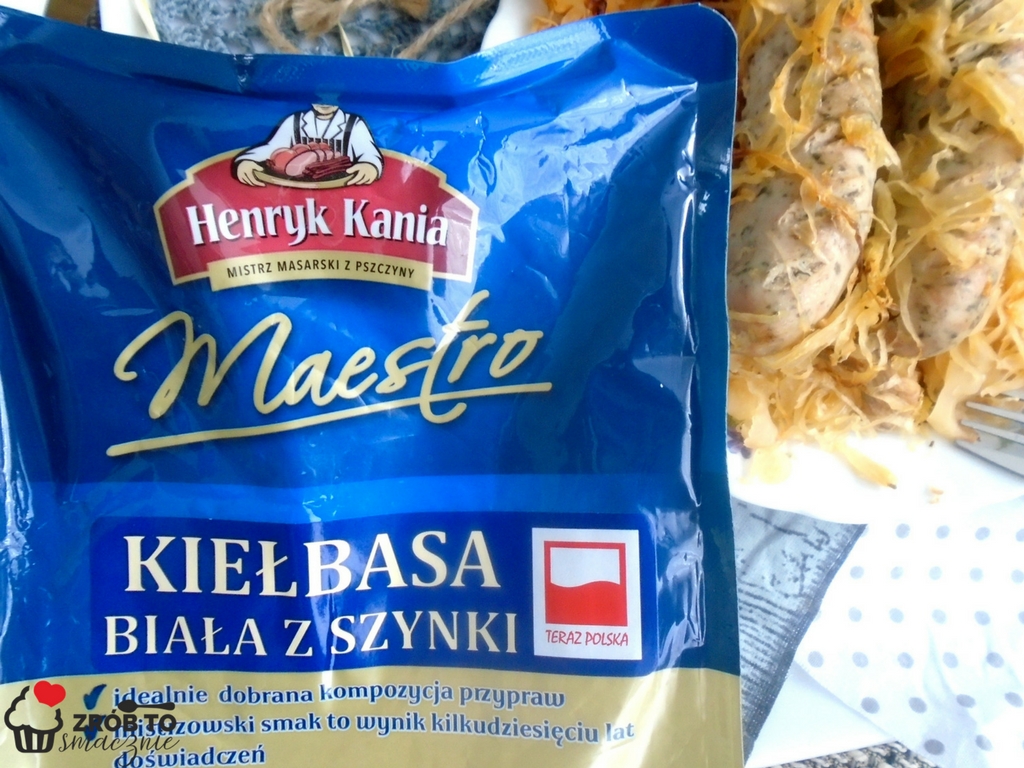 Henryk Kania
MISTRZ MASARSKI Z PSZCZYNY
Maestro
KIEŁBASA
BIAŁA Z SZYNKI
TERAZ POLSKA
idealnie dobrana kompozycja przypraw
mistrzowski smak to wynik kilkudziesięciu lat
doświadczeń
ZRÓB TO
smacznie